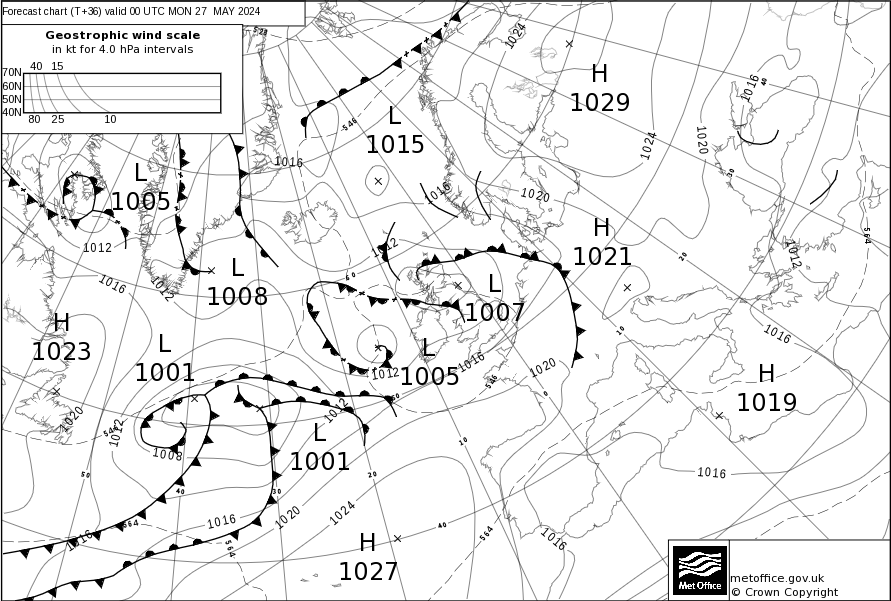 Forecast chart (T+36) valid 00 UTC MON 27 MAY 2024
Geostrophic wind scale
in kt for 4.0 hPa intervals
40 15
70N
60N
50N
40N
80 25 10
528
1024
H
1029
1016
40
L
1015
546
1024
1020
1016
L
1005
30
1016
1020
564
H
1021
1012
1012
1012
20
L
1008
60
1016
1012
L
1007
H
1023
L
1001
10
1016
L
1005
1016
1020
H
1019
1012
546
0
50
1012
1020
546
1012
L
1001
1008
10
50
20
1016
40
30
1024
1020
1016
564
40
564
1016
564
1016
H
1027
Met Office
metoffice.gov.uk
© Crown Copyright